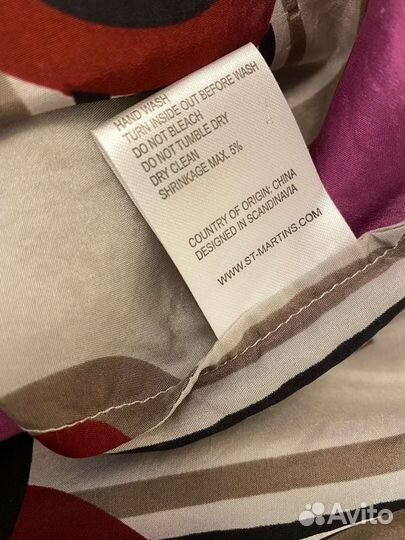 HAND WASH
TURN INSIDE OUT BEFORE WASH
DO NOT BLEACH
DO NOT TUMBLE DRY
DRY CLEAN
SHRINKAGE MAX. 5%
COUNTRY OF ORIGIN: CHINA
DESIGNED IN SCANDINAVIA
WWW.ST-MARTINS.COM
Avito